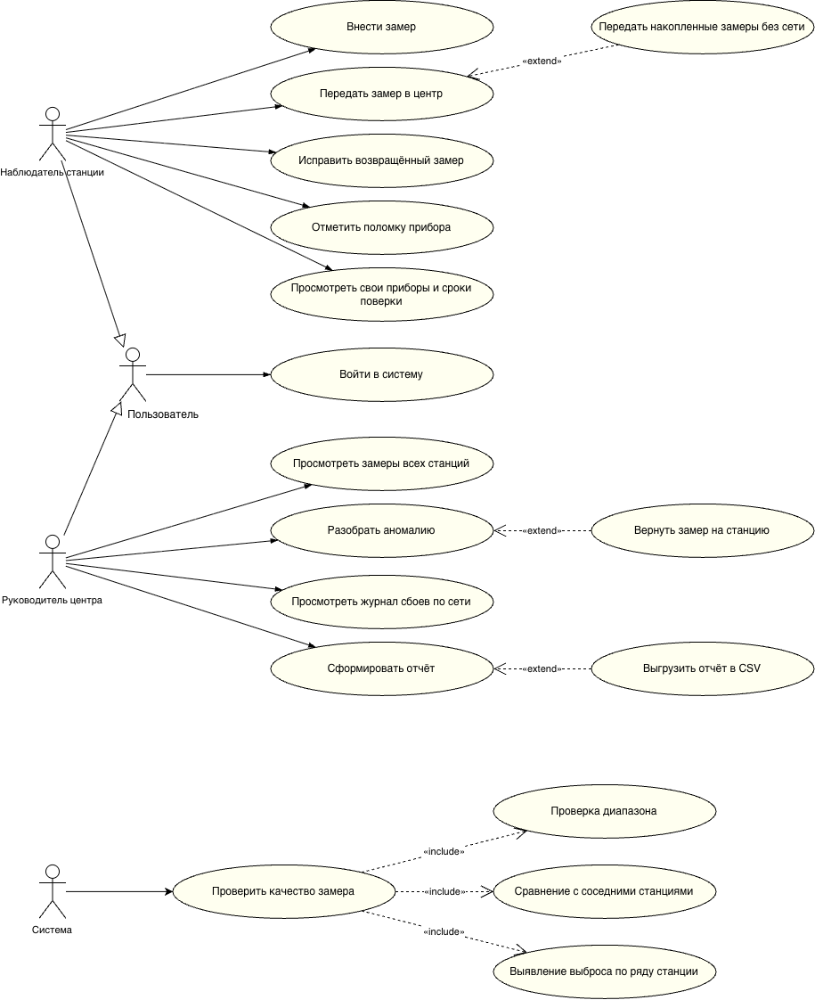 Внести замер
Передать накопленные замеры без сети
«extend»
Передать замер в центр
Исправить возвращённый замер
Наблюдатель станции
Отметить поломку прибора
Просмотреть свои приборы и сроки
поверки
Войти в систему
Пользователь
Просмотреть замеры всех станций
Разобрать аномалию
«extend»
Вернуть замер на станцию
Руководитель центра
Просмотреть журнал сбоев по сети
Сформировать отчёт
«extend»
Выгрузить отчёт в CSV
Проверка диапазона
«include»
Проверить качество замера
«include»
Сравнение с соседними станциями
Система
«include»
Выявление выброса по ряду станции